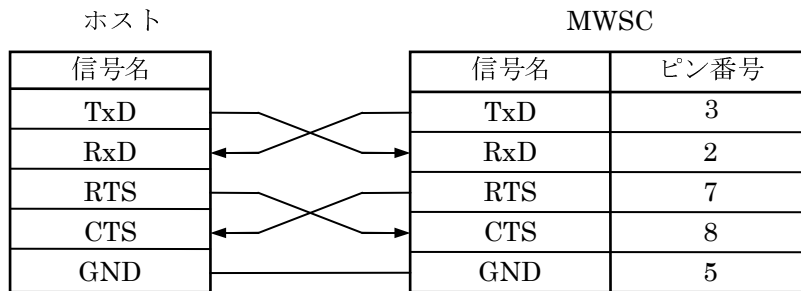 ホスト MWSC
信号名 信号名 ピン番号
TxD TxD 3
RxD RxD 2
RTS RTS 7
CTS CTS 8
GND GND 5